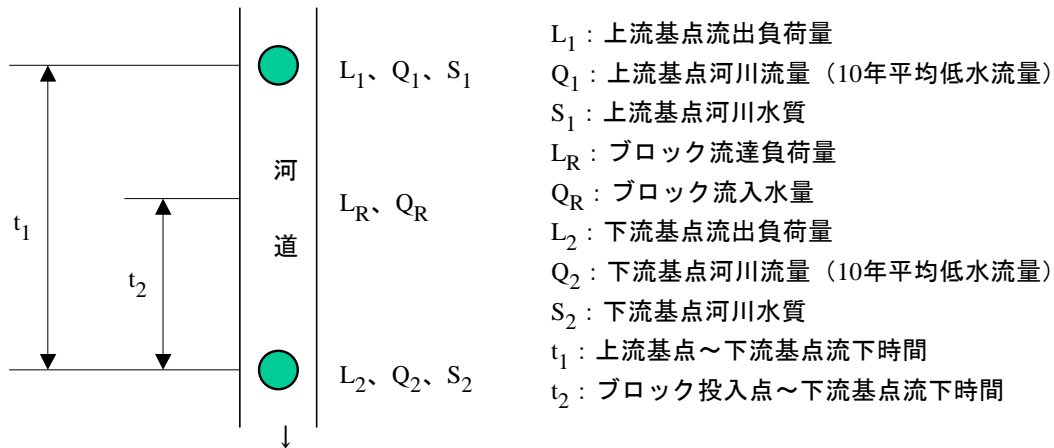 L1、Q1、S1
河
道
LR、QR
t1
t2
L2、Q2、S2
↓
L1：上流基点流出負荷量
Q1：上流基点河川流量（10年平均低水流量）
S1：上流基点河川水質
LR：ブロック流達負荷量
QR：ブロック流入水量
L2：下流基点流出負荷量
Q2：下流基点河川流量（10年平均低水流量）
S2：下流基点河川水質
t1：上流基点～下流基点流下時間
t2：ブロック投入点～下流基点流下時間